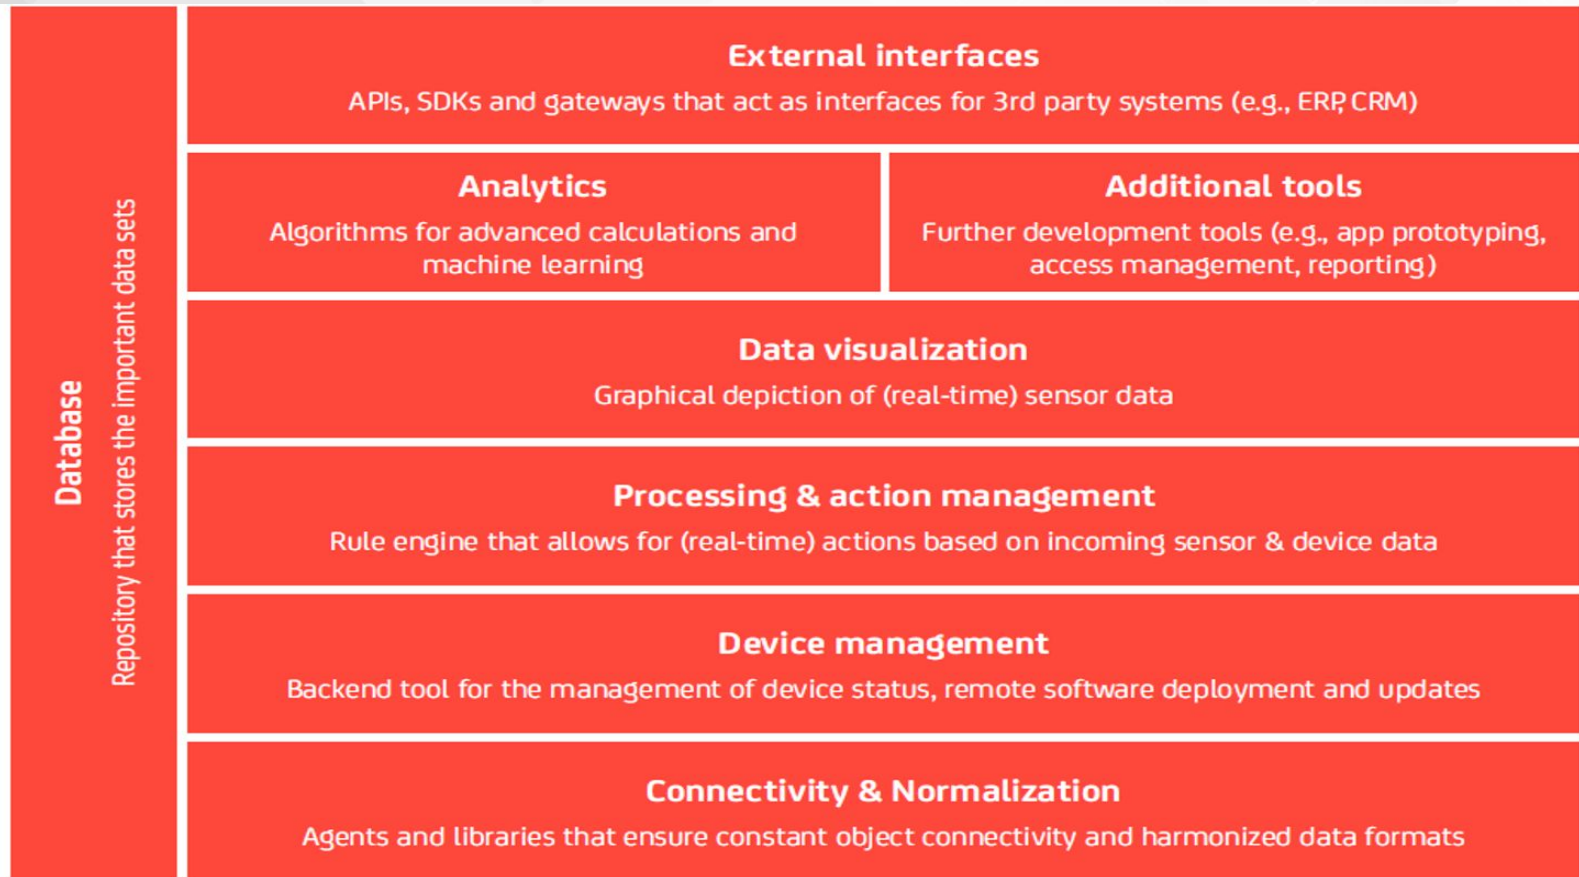 Database
Repository that stores the important data sets
External interfaces
APIs, SDKs and gateways that act as interfaces for 3rd party systems (e.g., ERP, CRM)
Analytics
Algorithms for advanced calculations and
machine learning
Additional tools
Further development tools (e.g., app prototyping,
access management, reporting)
Data visualization
Graphical depiction of (real-time) sensor data
Processing & action management
Rule engine that allows for (real-time) actions based on incoming sensor & device data
Device management
Backend tool for the management of device status, remote software deployment and updates
Connectivity & Normalization
Agents and libraries that ensure constant object connectivity and harmonized data formats